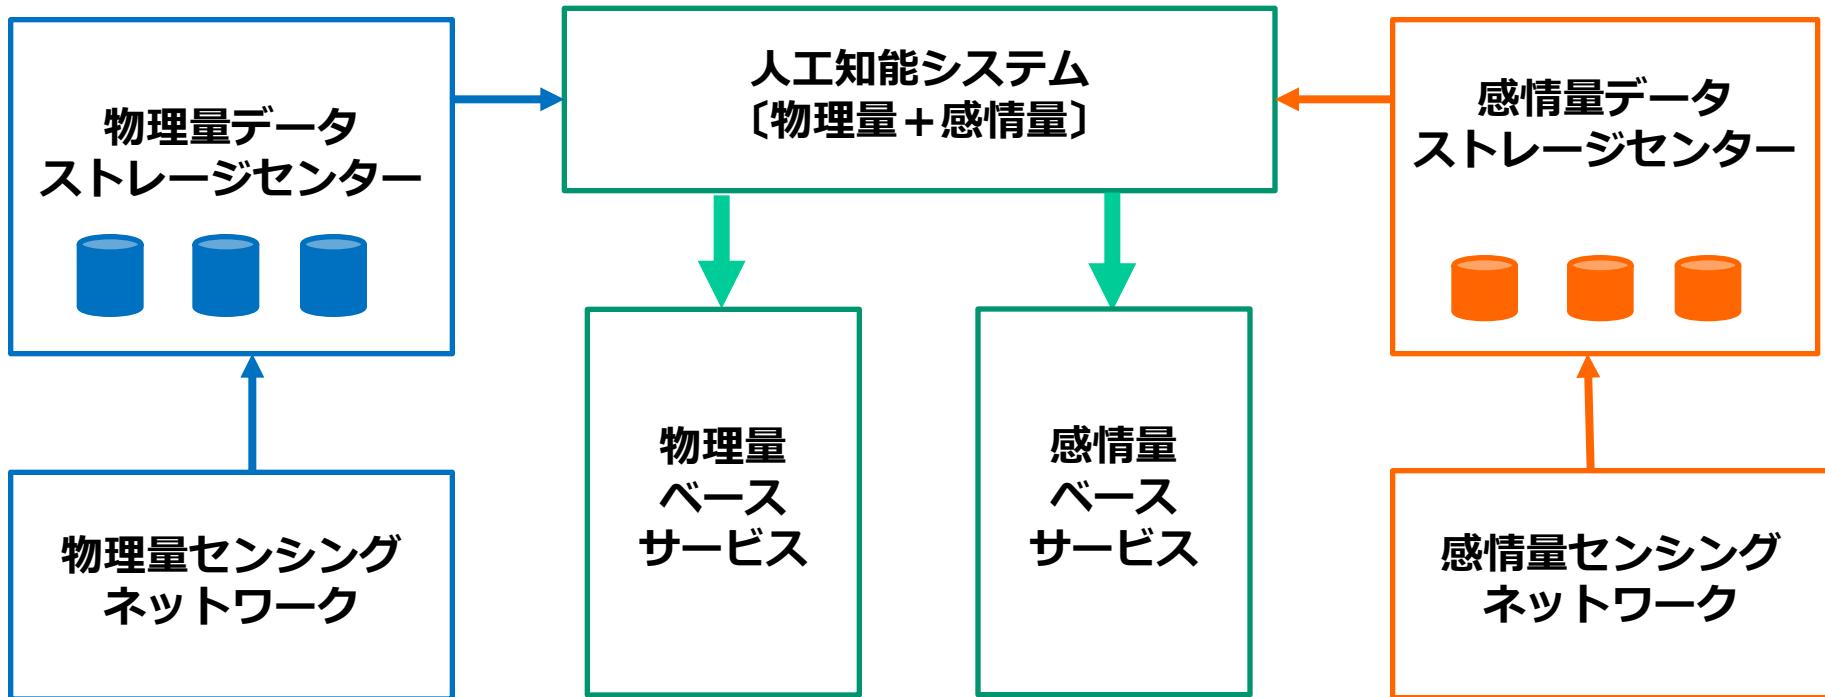 人工知能システム
〔物理量＋感情量〕
物理量データ
ストレージセンター
感情量データ
ストレージセンター
物理量
ベース
サービス
感情量
ベース
サービス
物理量センシング
ネットワーク
感情量センシング
ネットワーク